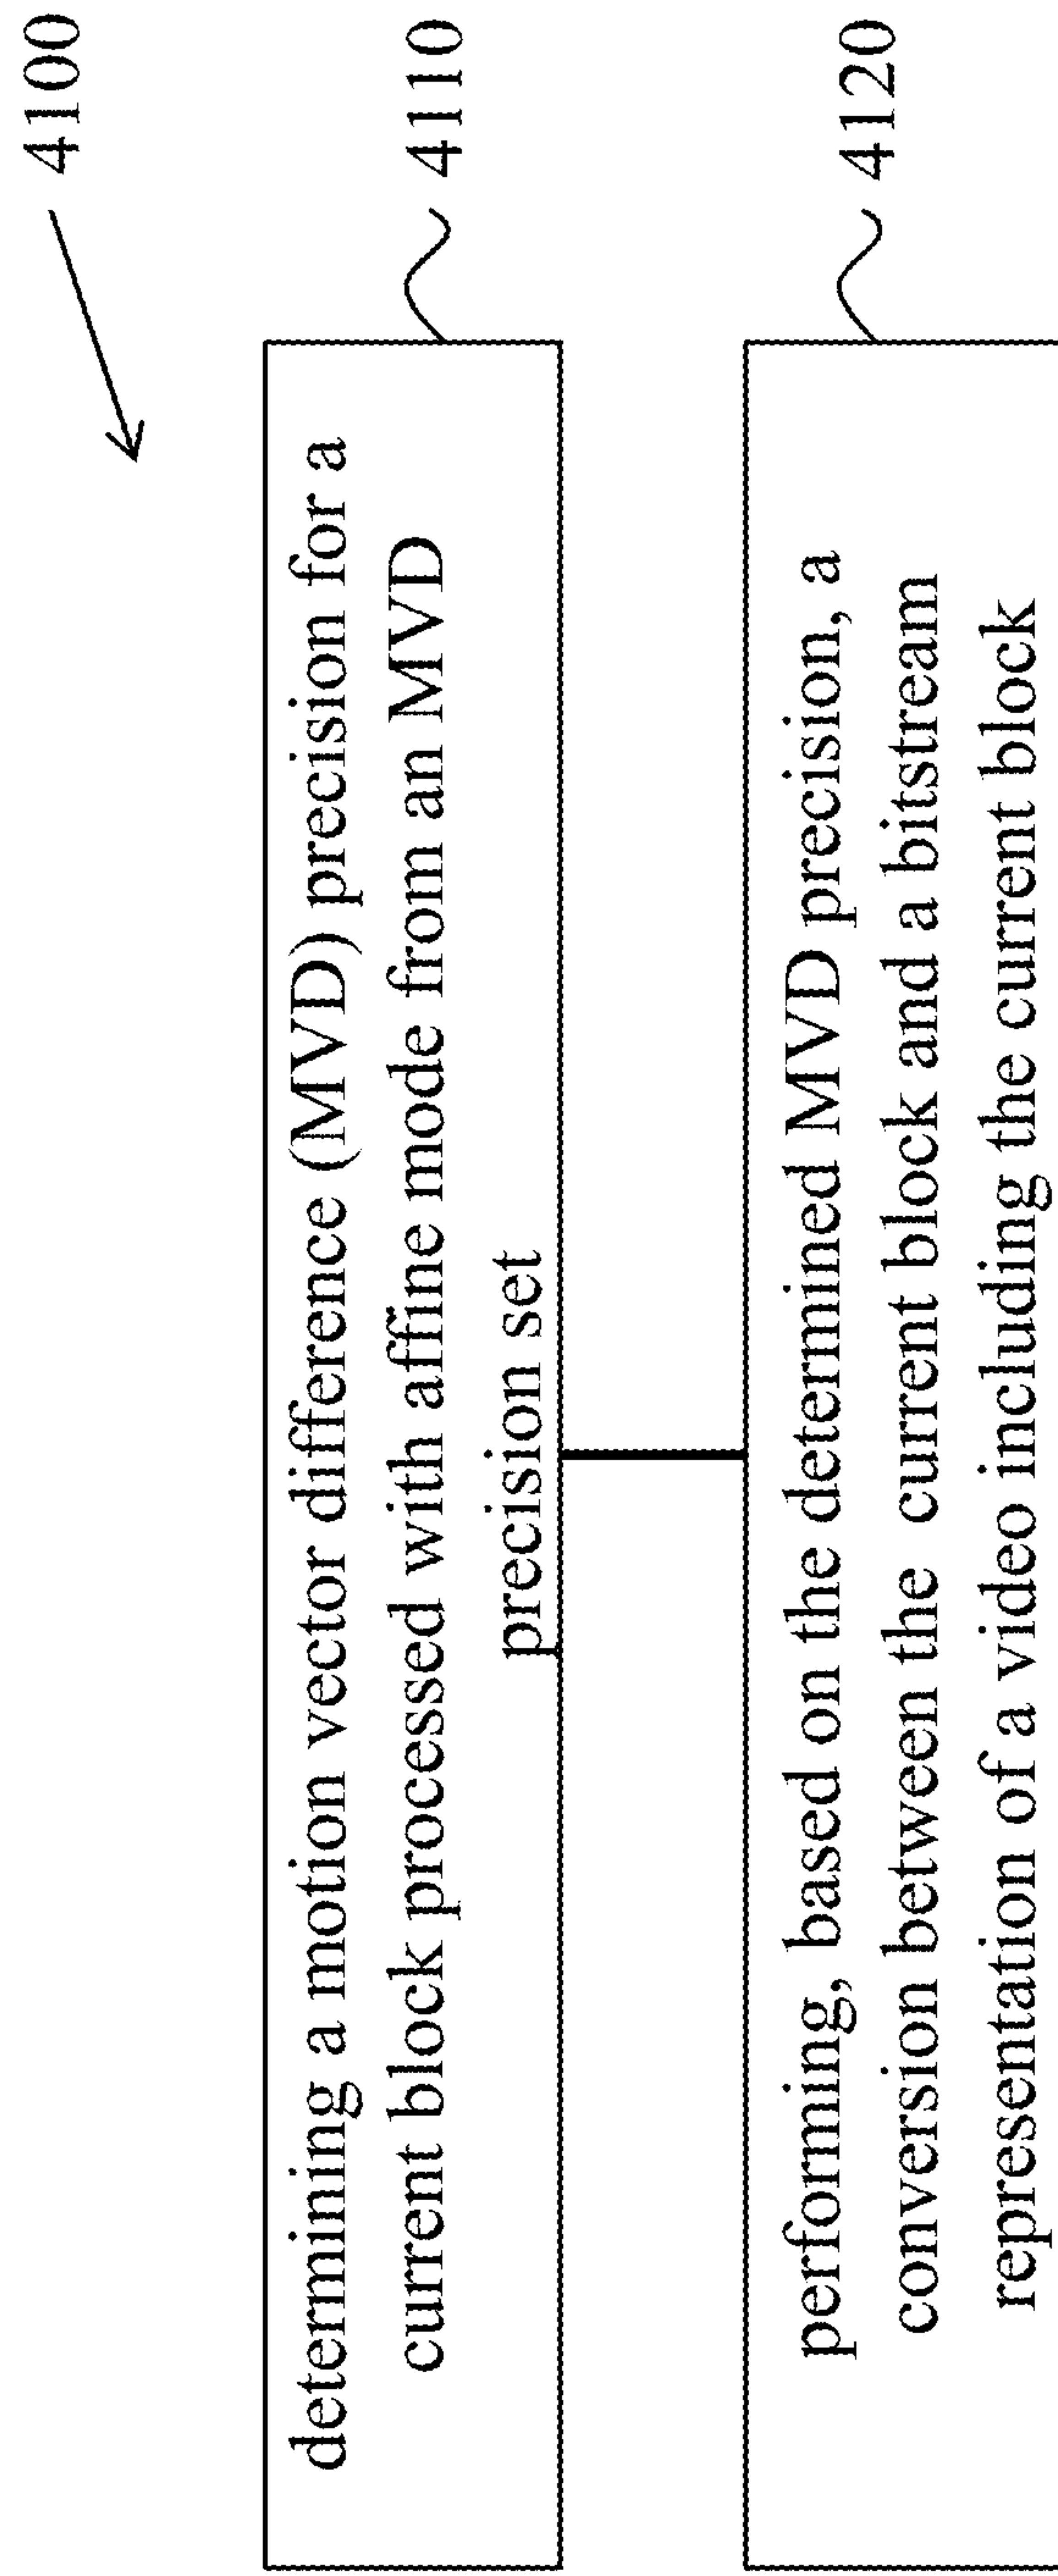 4100
determining a motion vector difference (MVD) precision for a
current block processed with affine mode from an MVD
precision set
4110
performing, based on the determined MVD precision, a
conversion between the current block and a bitstream
representation of a video including the current block
4120